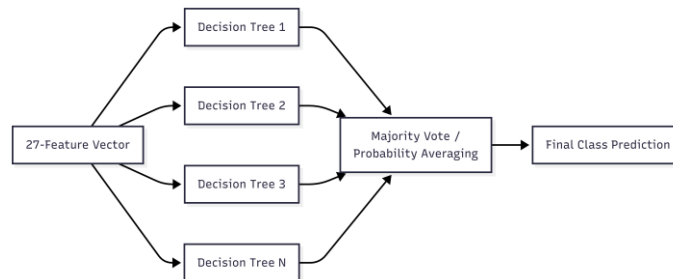 27-Feature Vector
Decision Tree 1
Decision Tree 2
Decision Tree 3
Decision Tree N
Majority Vote /
Probability Averaging
Final Class Prediction